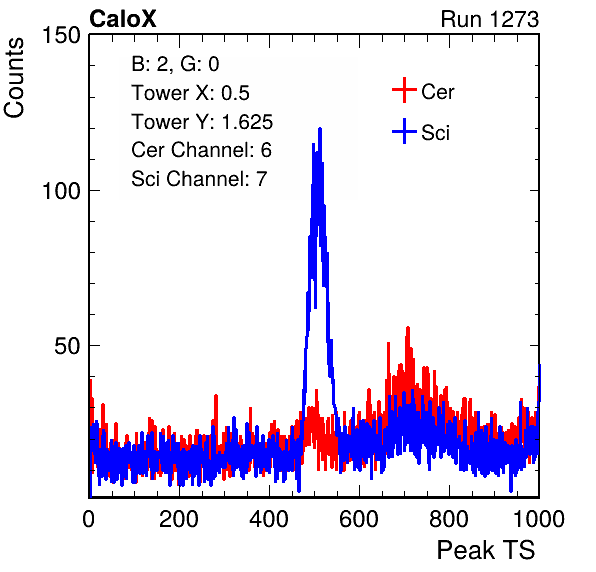 CaloX Run 1273
150
Counts
B: 2, G: 0
Tower X: 0.5
Tower Y: 1.625
Cer Channel: 6
Sci Channel: 7
Cer
Sci
100
50
0 200 400 600 800 1000
Peak TS